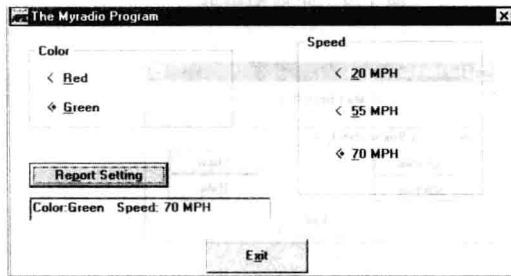 The Myradio Program
Color
Red
Green
Speed
20 MPH
55 MPH
70 MPH
Report Setting
Color:Green Speed: 70 MPH
Exit